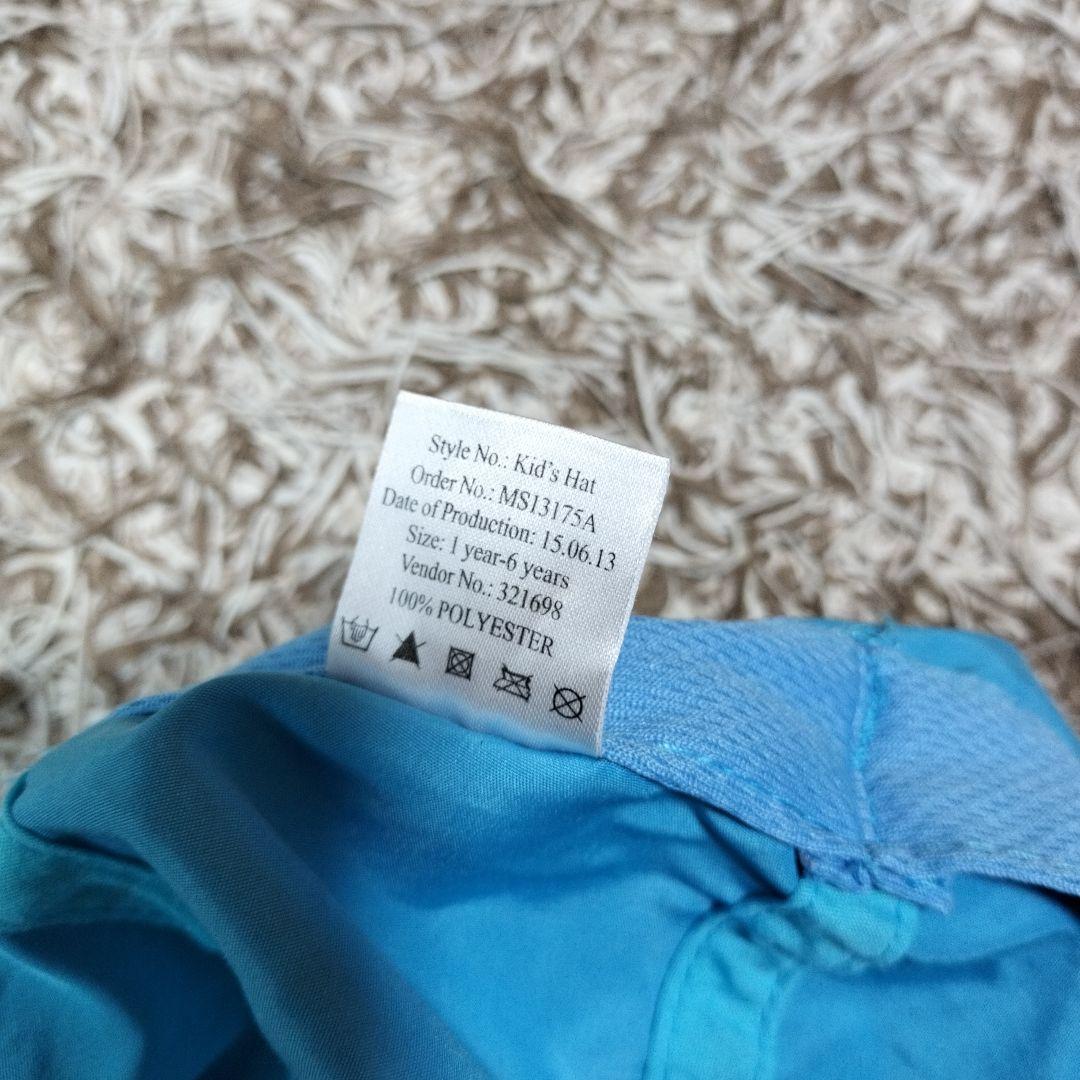 Style No.: Kid's Hat
Order No.: MS13175A
Date of Production: 15.06.13
Size: 1 year-6 years
Vendor No.: 321698
100% POLYESTER